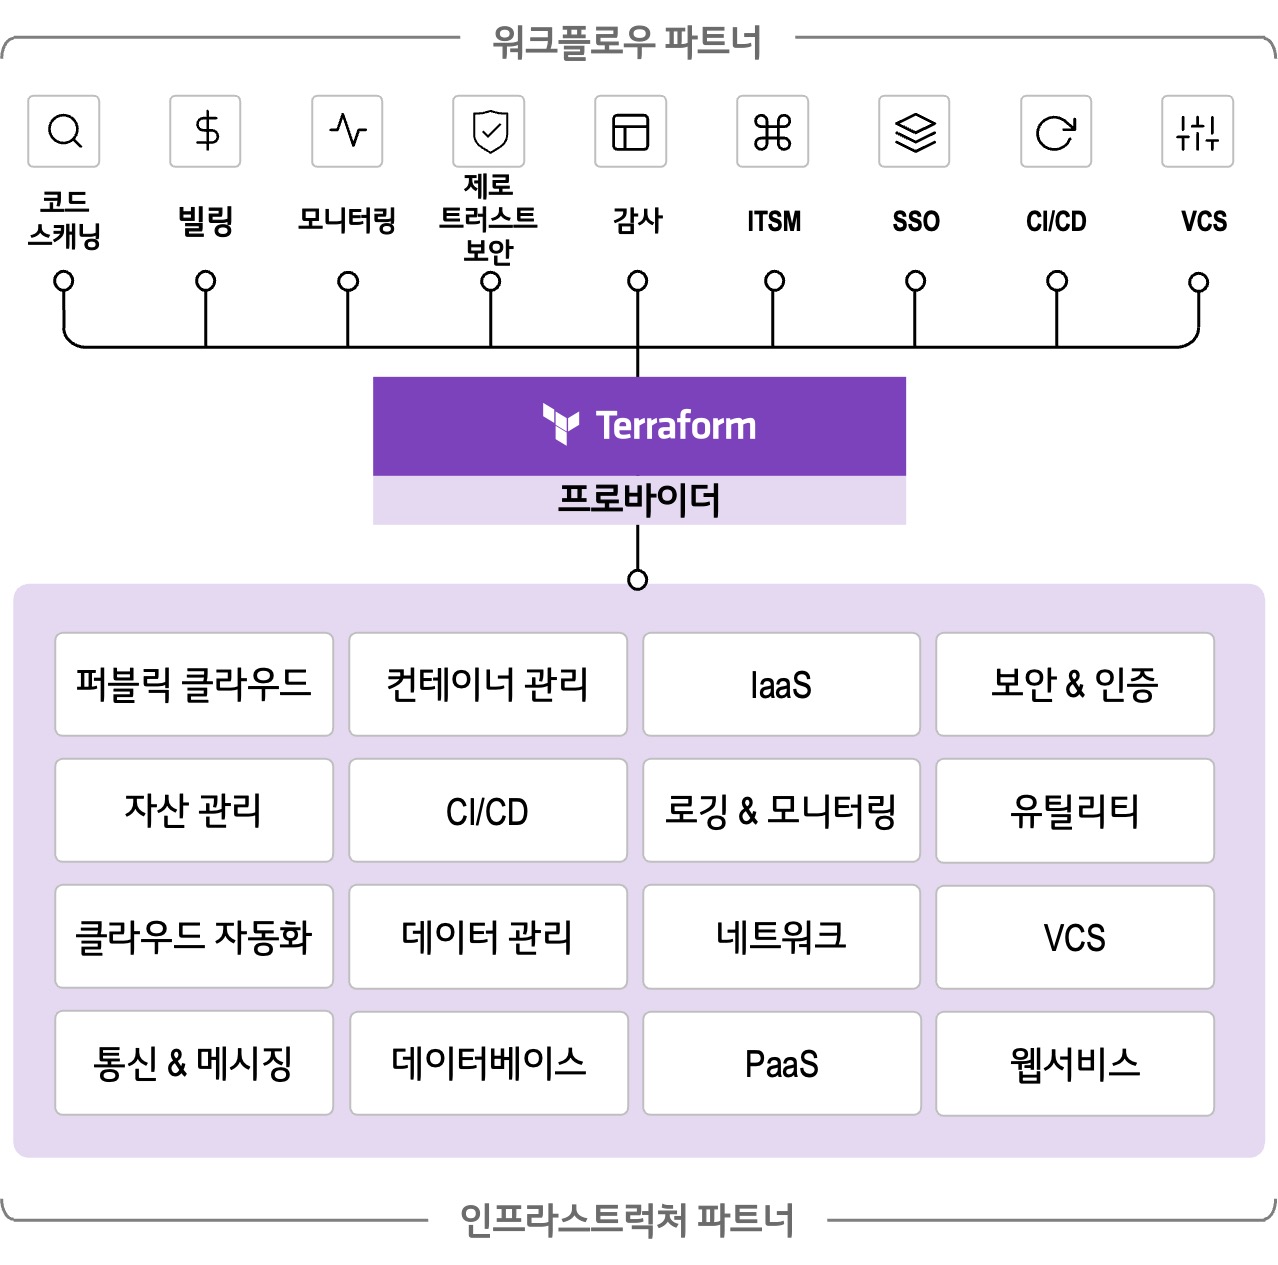 워크플로우 파트너
코드
스캐닝
빌링
모니터링
제로
트러스트
보안
감사
ITSM
SSO
CI/CD
VCS
Terraform
프로바이더
퍼블릭 클라우드
컨테이너 관리
IaaS
보안 & 인증
자산 관리
CI/CD
로깅 & 모니터링
유틸리티
클라우드 자동화
데이터 관리
네트워크
VCS
통신 & 메시징
데이터베이스
PaaS
웹서비스
인프라스트럭처 파트너